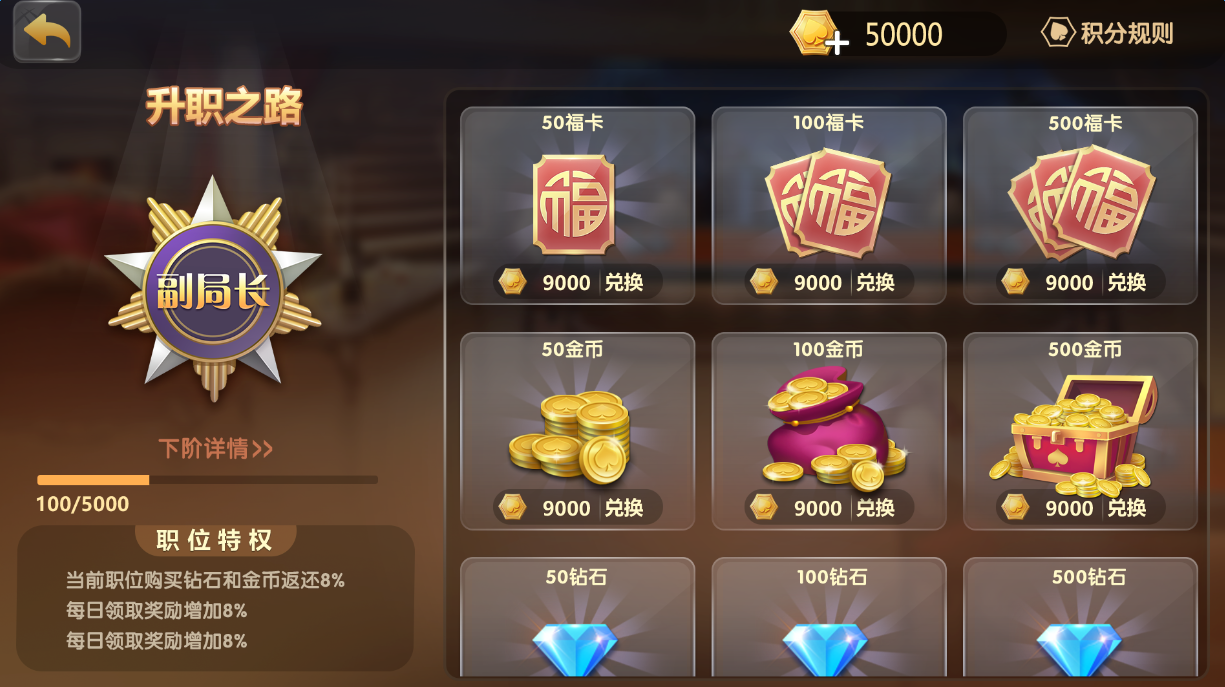 50000
积分规则
升职之路
副局长
下阶详情>>
100/5000
职位特权
当前职位购买钻石和金币返还8%
每日领取奖励增加8%
每日领取奖励增加8%
50福卡
100福卡
500福卡
福
福
福
福
福
福
9000 兑换
9000 兑换
9000 兑换
50金币
100金币
500金币
9000 兑换
9000 兑换
9000 兑换
50钻石
100钻石
500钻石